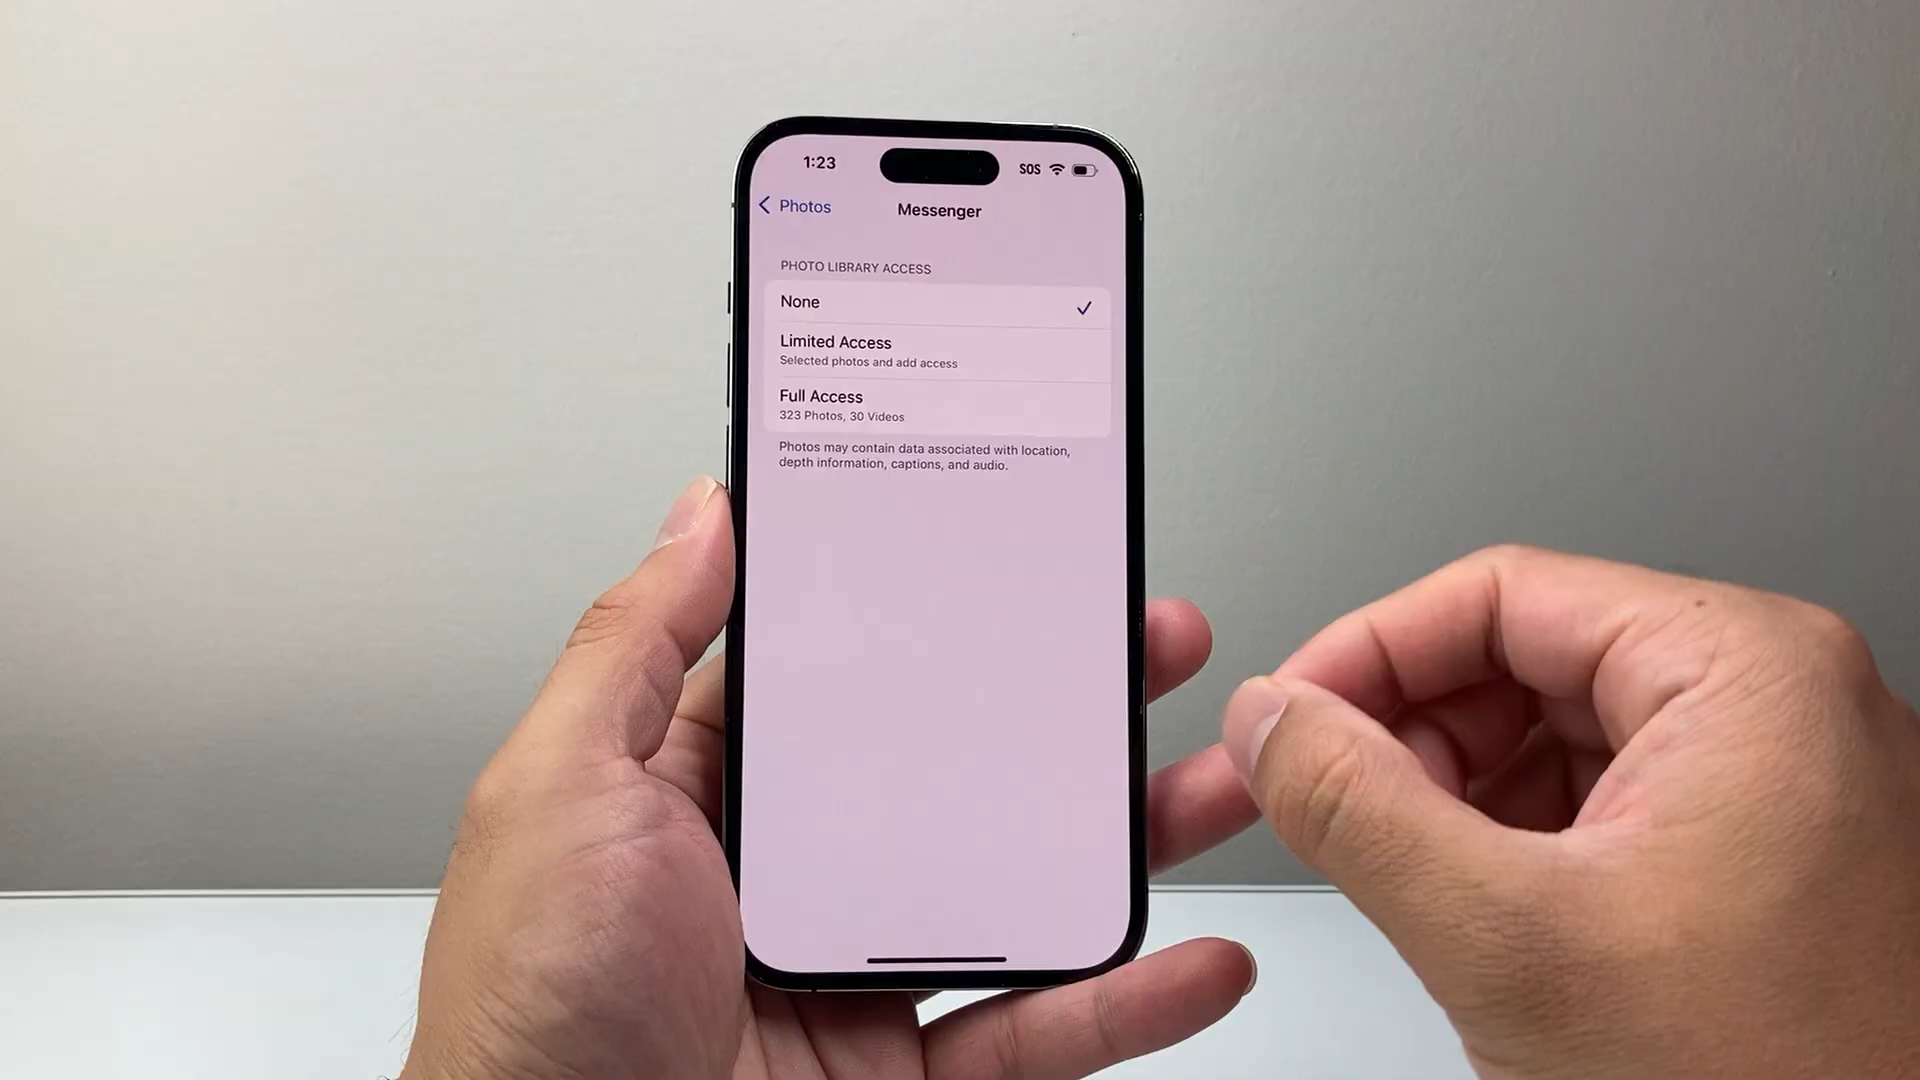 1:23
SOS
Photos
Messenger
PHOTO LIBRARY ACCESS
None
Limited Access
Selected photos and add access
Full Access
323 Photos, 30 Videos
Photos may contain data associated with location,
depth information, captions, and audio.